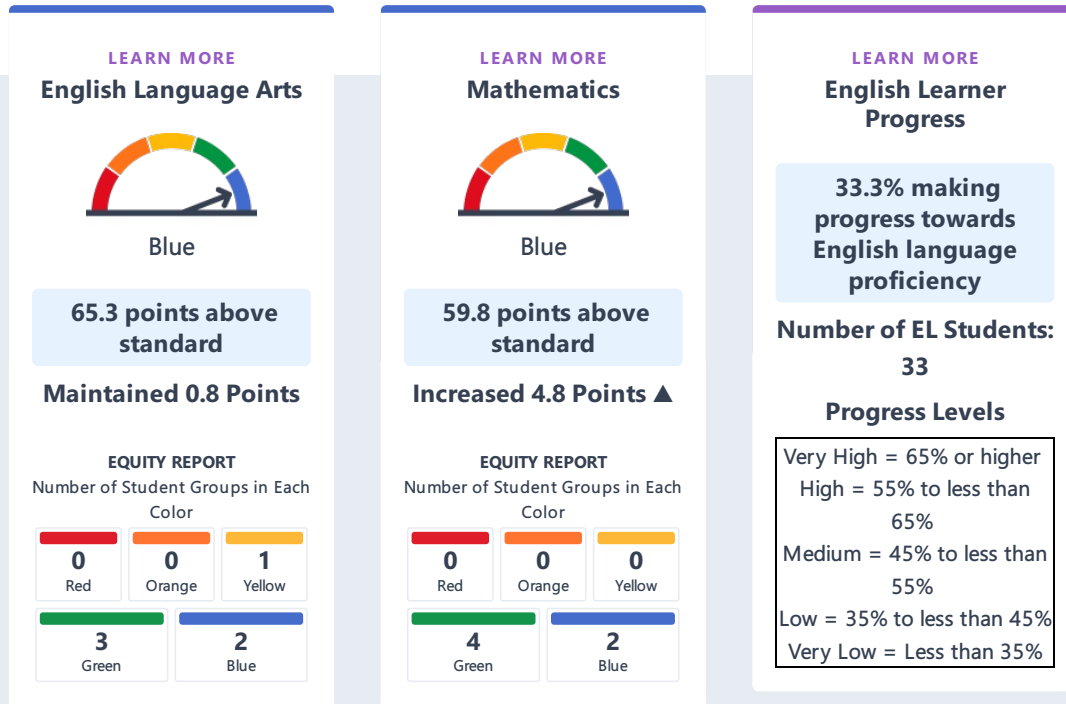 LEARN MORE
English Language Arts
Blue
65.3 points above
standard
Maintained 0.8 Points
EQUITY REPORT
Number of Student Groups in Each
Color
0
Red
0
Orange
1
Yellow
3
Green
2
Blue
LEARN MORE
Mathematics
Blue
59.8 points above
standard
Increased 4.8 Points ▲
EQUITY REPORT
Number of Student Groups in Each
Color
0
Red
0
Orange
0
Yellow
4
Green
2
Blue
LEARN MORE
English Learner
Progress
33.3% making
progress towards
English language
proficiency
Number of EL Students:
33
Progress Levels
Very High = 65% or higher
High = 55% to less than
65%
Medium = 45% to less than
55%
Low = 35% to less than 45%
Very Low = Less than 35%